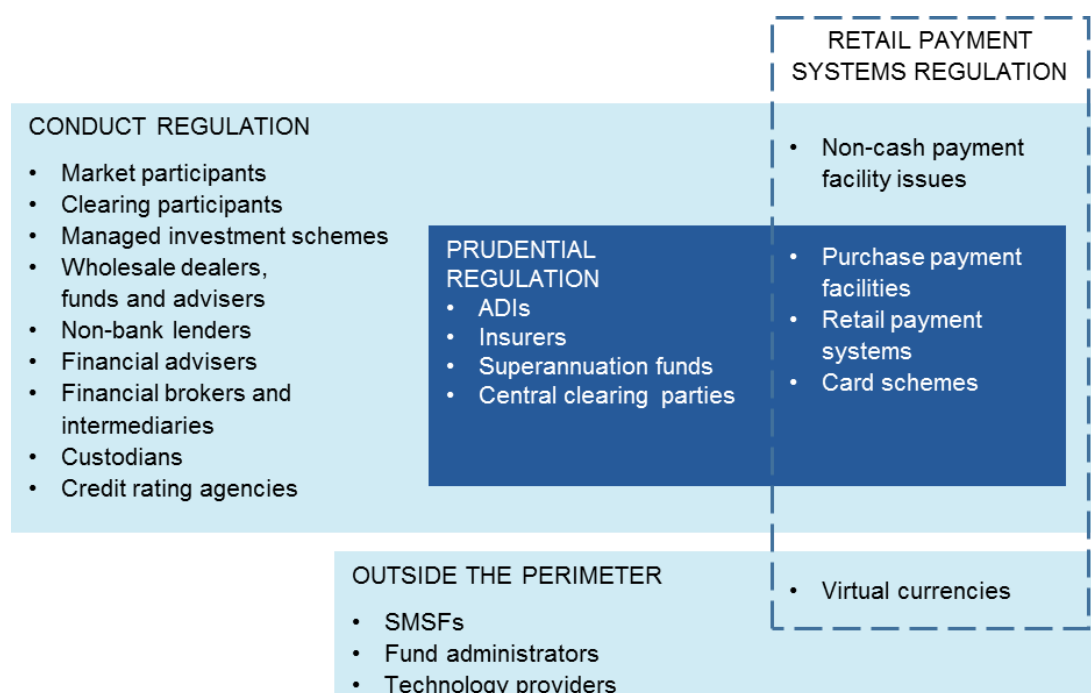 RETAIL PAYMENT
SYSTEMS REGULATION
CONDUCT REGULATION
• Market participants
• Clearing participants
• Managed investment schemes
• Wholesale dealers,
funds and advisers
• Non-bank lenders
• Financial advisers
• Financial brokers and
intermediaries
• Custodians
• Credit rating agencies
• Non-cash payment
facility issues
PRUDENTIAL
REGULATION
• ADIs
• Insurers
• Superannuation funds
• Central clearing parties
• Purchase payment
facilities
• Retail payment
systems
• Card schemes
OUTSIDE THE PERIMETER
• SMSFs
• Fund administrators
• Technology providers
• Virtual currencies